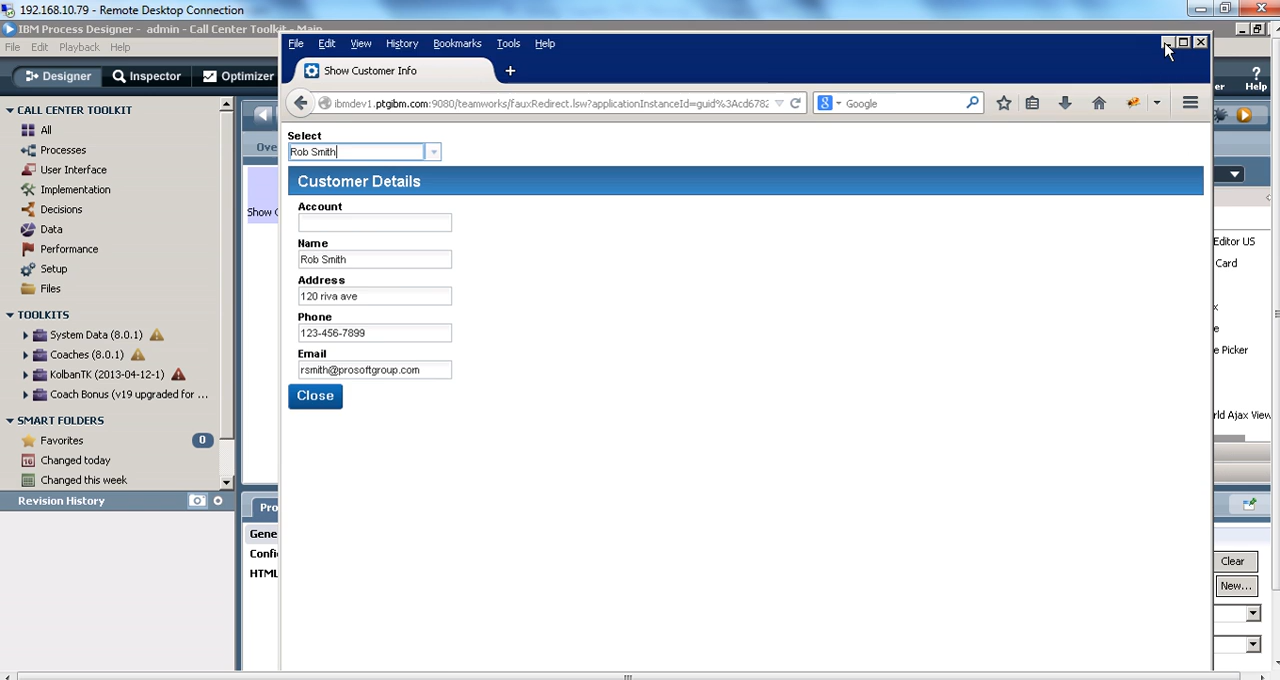 192.168.10.79 - Remote Desktop Connection
IBM Process Designer - admin - Call Center Toolkit - Main
File Edit Playback Help
Designer Inspector Optimizer
er Help
CALL CENTER TOOLKIT
All
Processes
User Interface
Implementation
Decisions
Data
Performance
Setup
Files
TOOLKITS
System Data (8.0.1)
Coaches (8.0.1)
KolbanTK (2013-04-12-1)
Coach Bonus (v19 upgraded for ...
SMART FOLDERS
Favorites 0
Changed today
Changed this week
Revision History
Ove
Show C
Pro
Gene
Confi
HTML
File Edit View History Bookmarks Tools Help
Show Customer Info
ibmdev1.ptgibm.com:9080/teamworks/fauxRedirect.lsw?applicationInstanceId=guid%3Acd6782
Google
Select
Rob Smith
Customer Details
Account
Name
Rob Smith
Address
120 riva ave
Phone
123-456-7899
Email
rsmith@prosoftgroup.com
Close
Editor US
Card
x
e
e Picker
rld Ajax View
Clear
New...